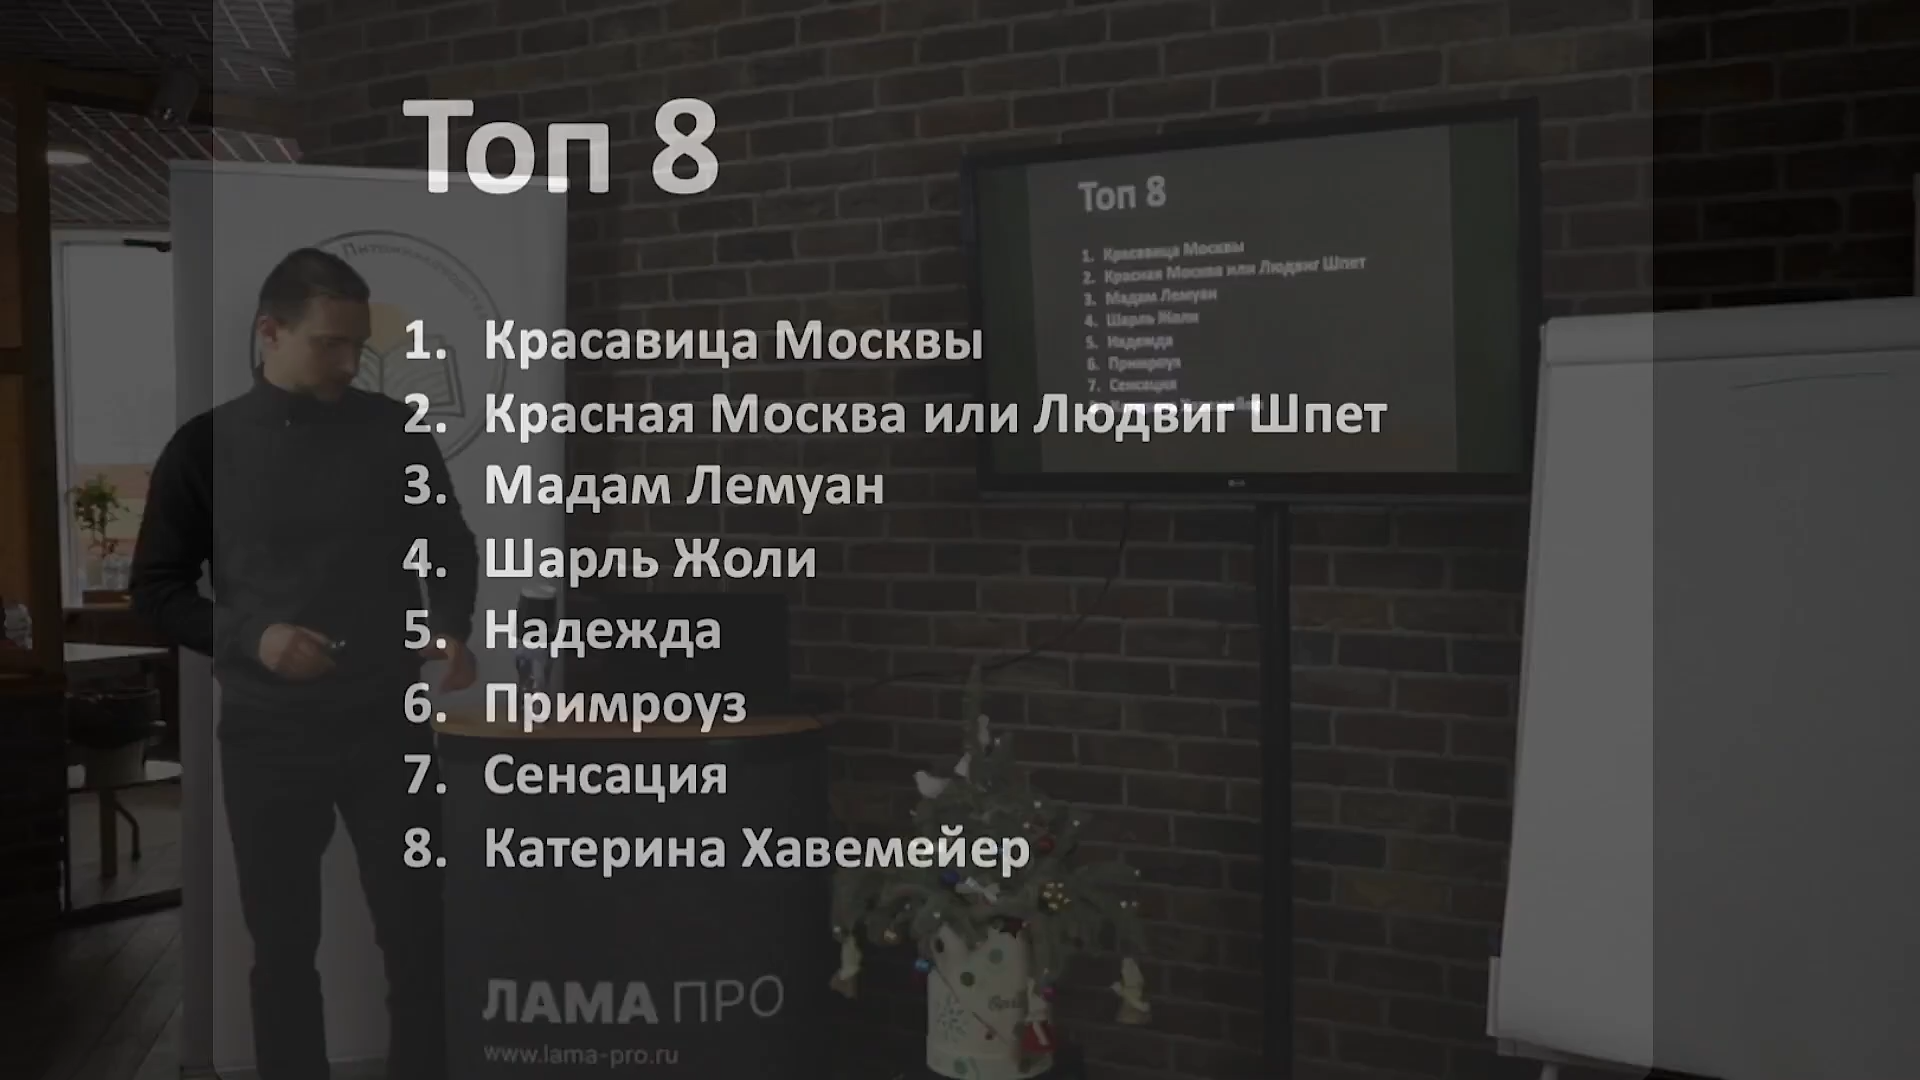 Топ 8
1. Красавица Москвы
2. Красная Москва или Людвиг Шпет
3. Мадам Лемуан
4. Шарль Жоли
5. Надежда
6. Примроуз
7. Сенсация
8. Катерина Хавемейер
Топ 8
1. Красавица Москвы
2. Красная Москва или Людвиг Шпет
3. Мадам Лемуан
4. Шарль Жоли
5. Надежда
6. Примроуз
7. Сенсация
ЛАМА ПРО
www.lama-pro.ru